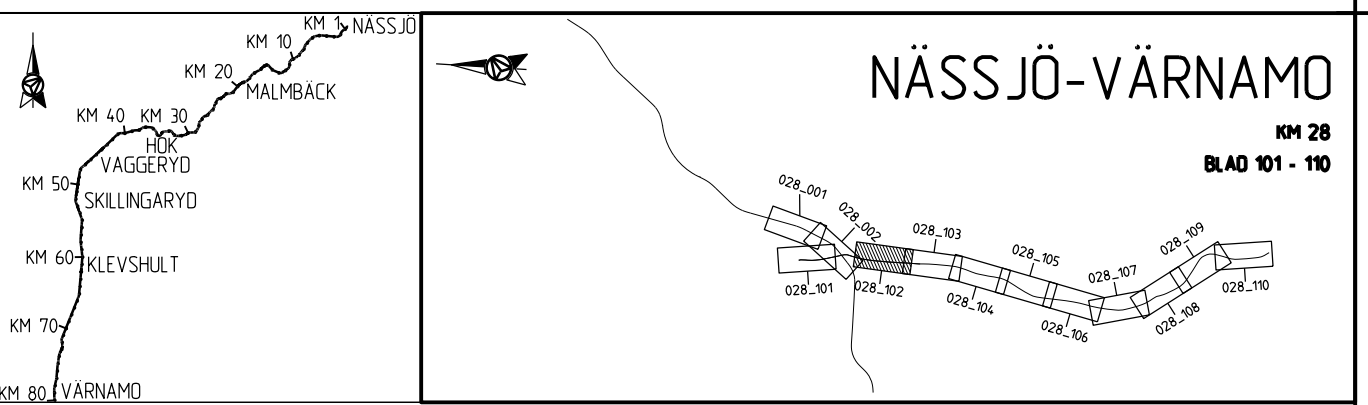 KM 1
NÄSSJÖ
KM 10
KM 20
MALMBÄCK
KM 40
KM 30
HOK
VAGGERYD
KM 50
SKILLINGARYD
KM 60
KLEVSHULT
KM 70
KM 80
VÄRNAMO
NÄSSJÖ-VÄRNAMO
KM 28
BLAD 101 - 110
028_001
028_002
028_103
028_109
028_105
028_107
028_101
028_102
028_104
028_110
028_106
028_108